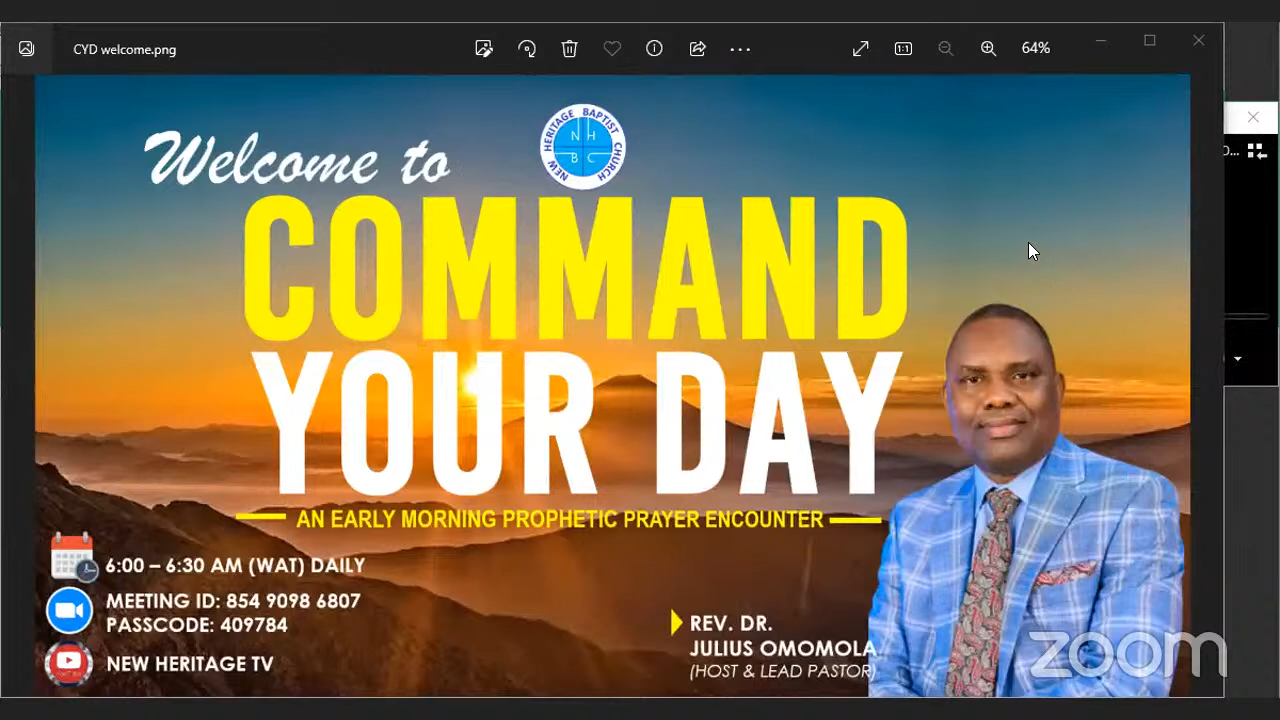 CYD welcome.png
64%
Welcome to
NEW HERITAGE BAPTIST CHURCH
N H
B C
COMMAND
YOUR DAY
AN EARLY MORNING PROPHETIC PRAYER ENCOUNTER
6:00 – 6:30 AM (WAT) DAILY
MEETING ID: 854 9098 6807
PASSCODE: 409784
NEW HERITAGE TV
REV. DR.
JULIUS OMOMOLA
(HOST & LEAD PASTOR)
zoom